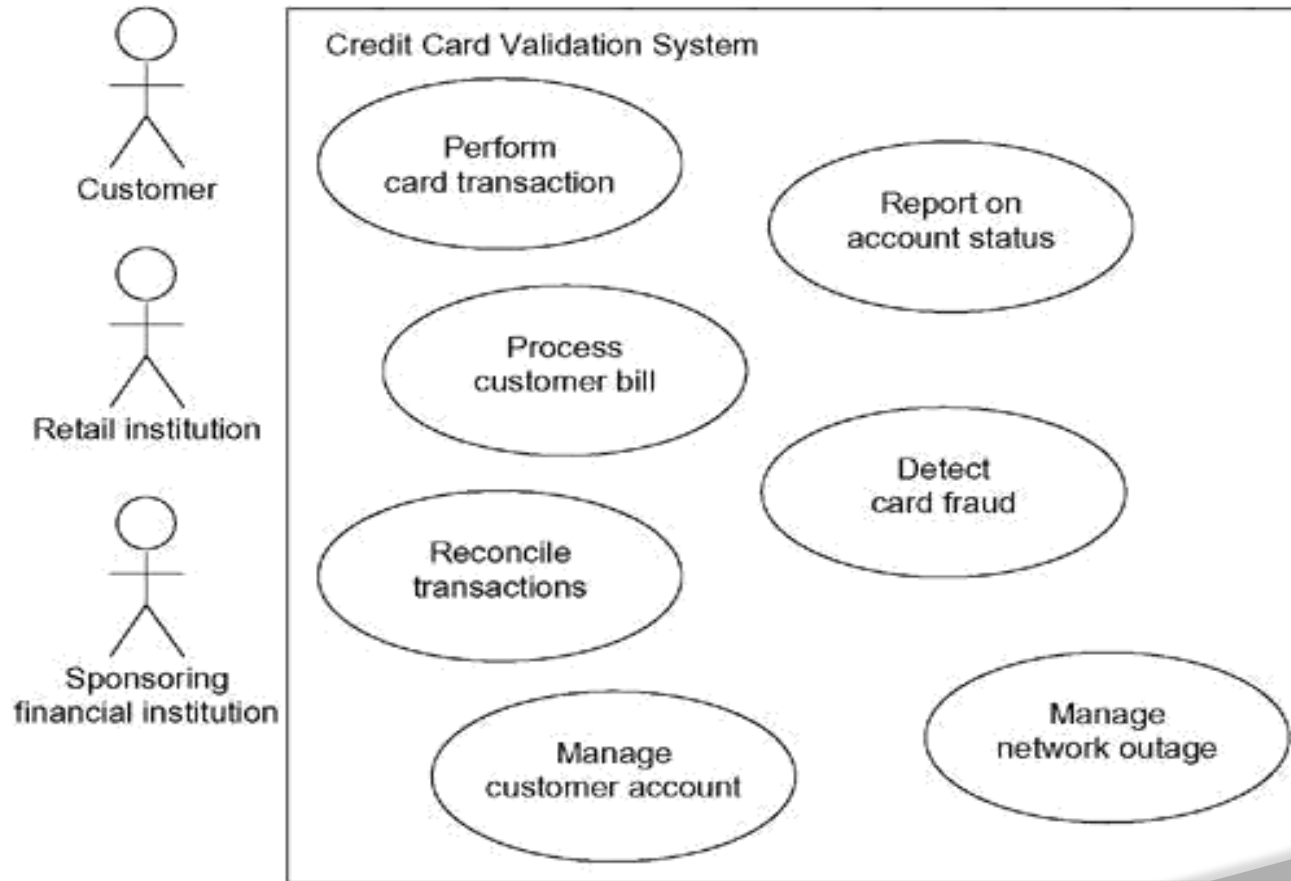 Credit Card Validation System
Customer
Retail institution
Sponsoring
financial institution
Perform
card transaction
Report on
account status
Process
customer bill
Detect
card fraud
Reconcile
transactions
Manage
customer account
Manage
network outage